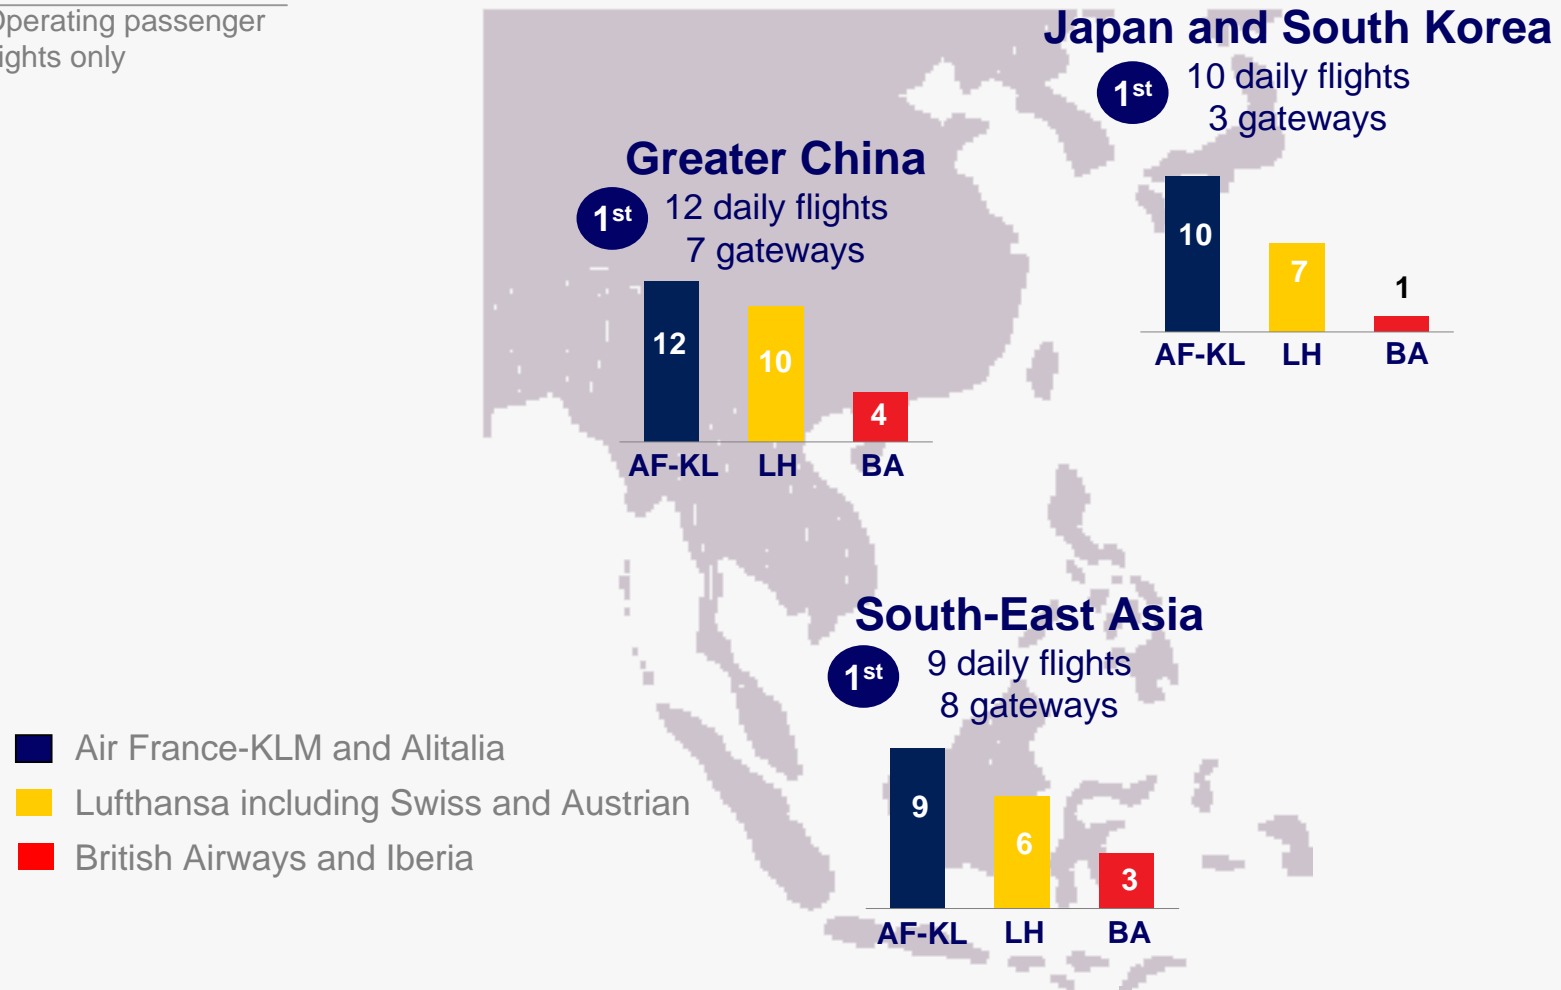 Operating passenger
flights only
Japan and South Korea
1st
10 daily flights
3 gateways
10
7
1
AF-KL LH BA
Greater China
1st
12 daily flights
7 gateways
12
10
4
AF-KL LH BA
South-East Asia
1st
9 daily flights
8 gateways
9
6
3
AF-KL LH BA
Air France-KLM and Alitalia
Lufthansa including Swiss and Austrian
British Airways and Iberia